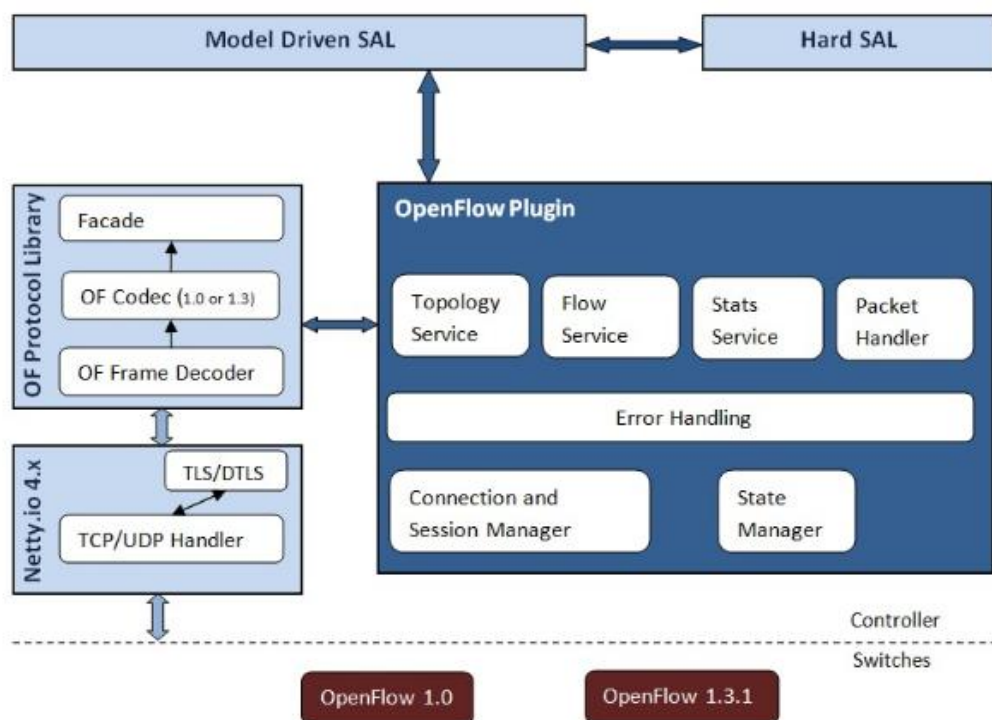 Model Driven SAL
Hard SAL
OF Protocol Library
Facade
OF Codec (1.0 or 1.3)
OF Frame Decoder
OpenFlow Plugin
Topology
Service
Flow
Service
Stats
Service
Packet
Handler
Error Handling
Connection and
Session Manager
State
Manager
Netty.io 4.x
TLS/DTLS
TCP/UDP Handler
Controller
Switches
OpenFlow 1.0
OpenFlow 1.3.1